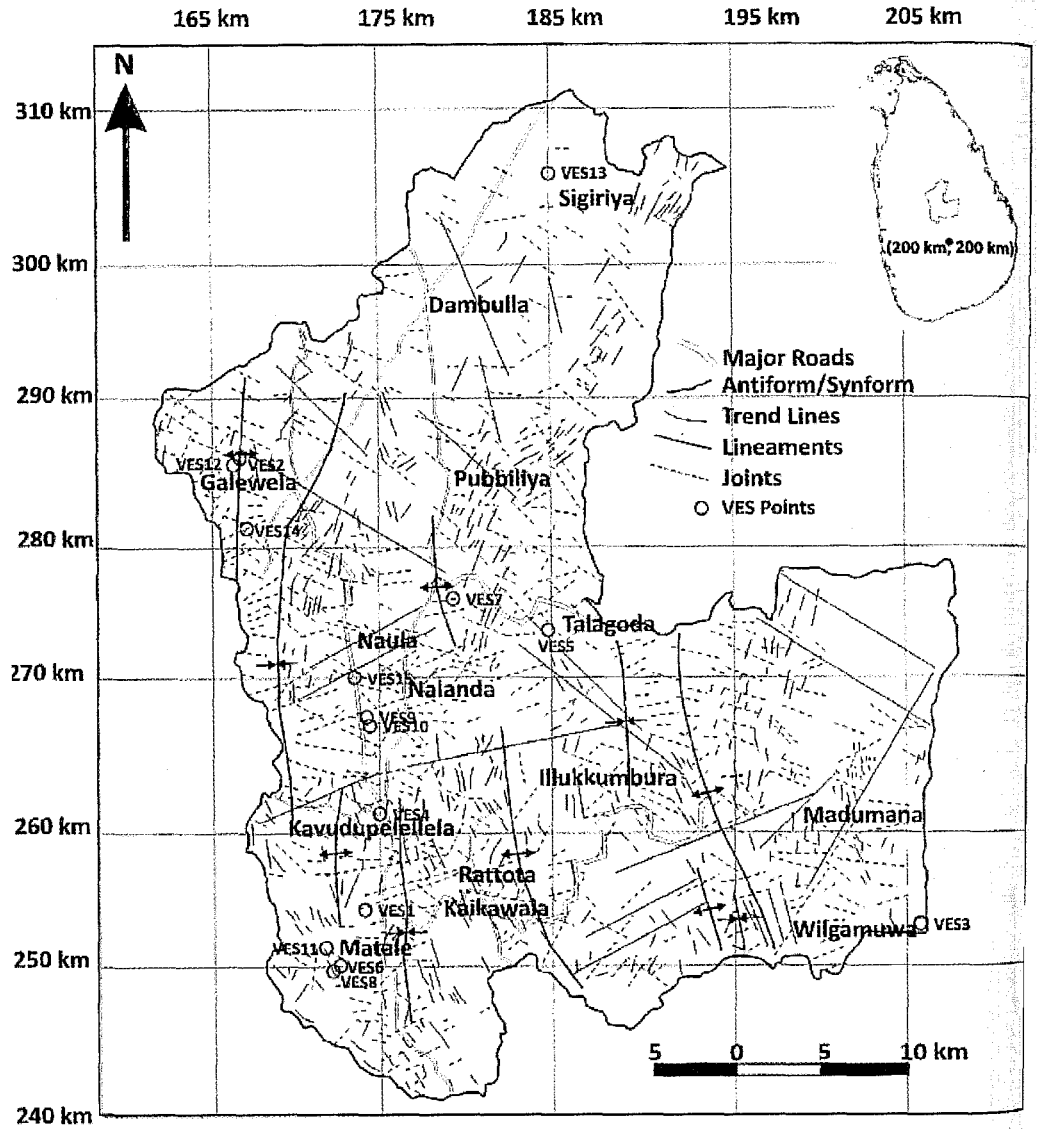 165 km 175 km 185 km 195 km 205 km
N
310 km
VES13
Sigiriya
(200 km, 200 km)
300 km
Dambulla
Major Roads
Antiform/Synform
290 km
Trend Lines
Lineaments
VES12 VES2
Galewela
Pubbiliya
Joints
VES Points
VES14
280 km
VES7
Talagoda
Naula
VES5
270 km
Nalanda
VES9
VES10
Illukkumbura
VES4
Madumana
260 km
Rattota
Kaikawala
VES1
Wilgamuwa
VES3
VES11
Matale
250 km
VES6
VES8
5 0 5 10 km
240 km